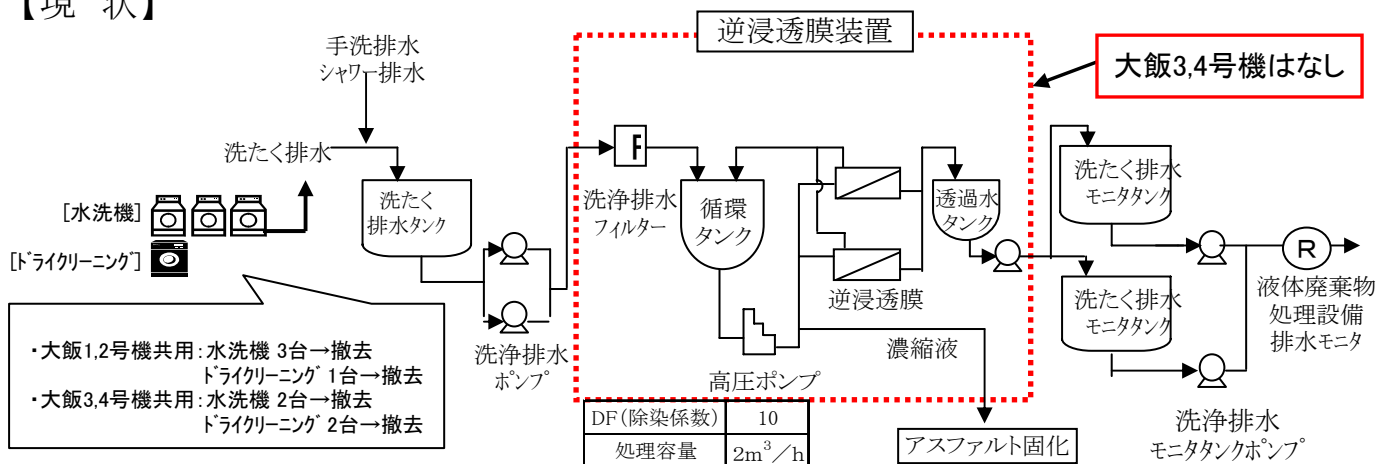 【現 状】
手洗排水
シャワー排水
逆浸透膜装置
大飯3,4号機はなし
洗たく排水
[水洗機]
[ドライクリーニング]
洗たく
排水タンク
洗浄排水
フィルター
F
循環
タンク
透過水
タンク
洗たく排水
モニタタンク
洗たく排水
モニタタンク
R
液体廃棄物
処理設備
排水モニタ
逆浸透膜
濃縮液
洗浄排水
ポンプ
高圧ポンプ
・大飯1,2号機共用:水洗機 3台→撤去
ドライクリーニング 1台→撤去
・大飯3,4号機共用:水洗機 2台→撤去
ドライクリーニング 2台→撤去
DF(除染係数) 10
処理容量 2m³/h
アスファルト固化
洗浄排水
モニタタンクポンプ